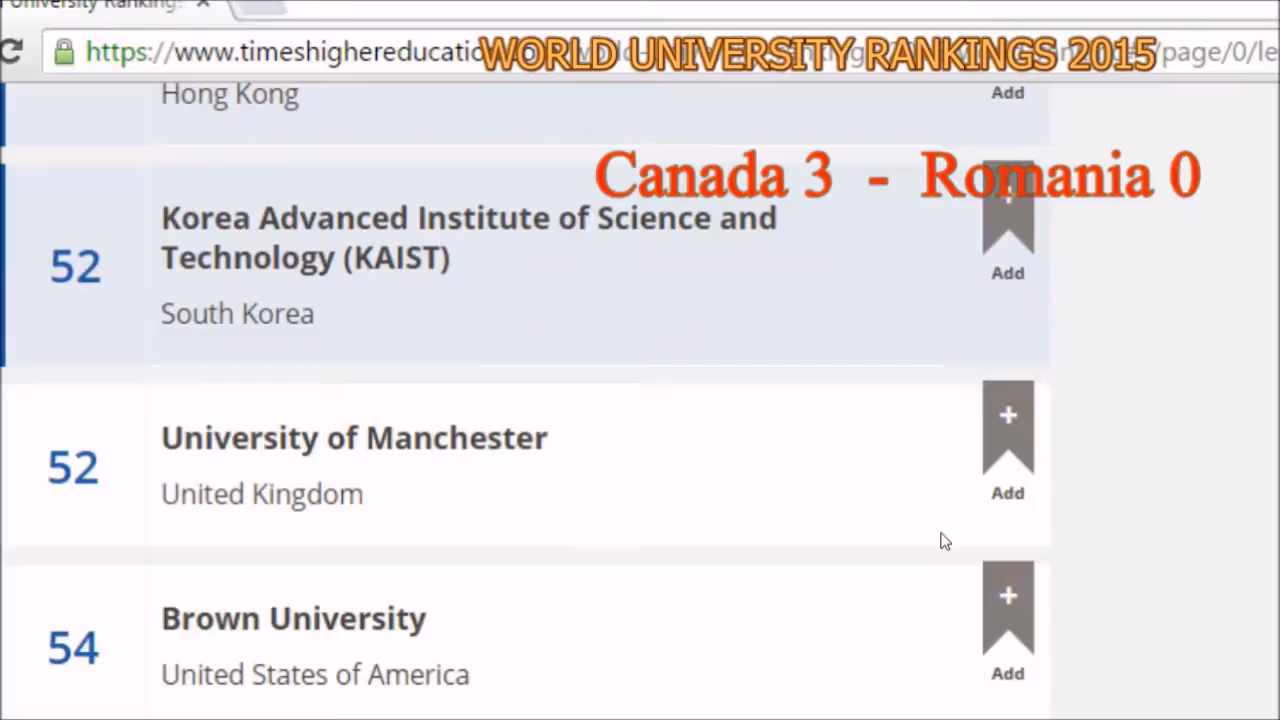 University Ranking
https://www.timeshighereducatio
WORLD UNIVERSITY RANKINGS 2015
/page/0/le
Hong Kong
Add
Canada 3 - Romania 0
52
Korea Advanced Institute of Science and
Technology (KAIST)
South Korea
Add
52
University of Manchester
United Kingdom
Add
54
Brown University
United States of America
Add